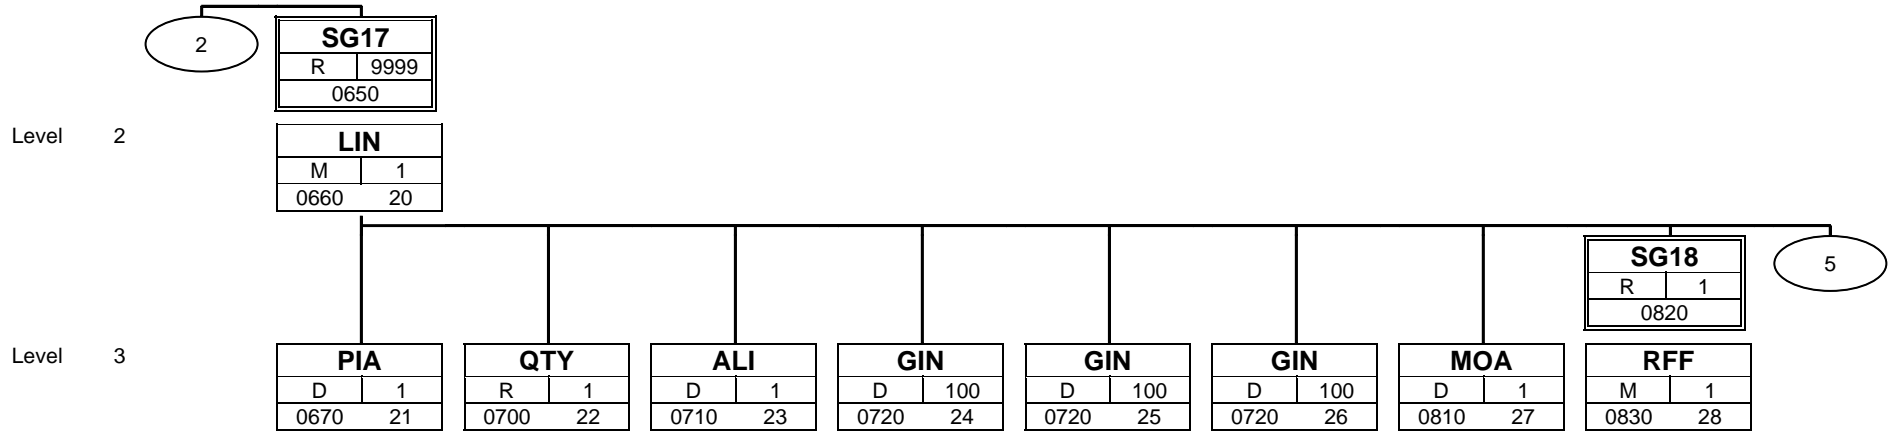 2
SG17
R 9999
0650
Level 2
LIN
M 1
0660 20
SG18
R 1
0820
5
Level 3
PIA QTY ALI GIN GIN GIN MOA RFF
D 1 R 1 D 1 D 100 D 100 D 100 D 1 M 1
0670 21 0700 22 0710 23 0720 24 0720 25 0720 26 0810 27 0830 28